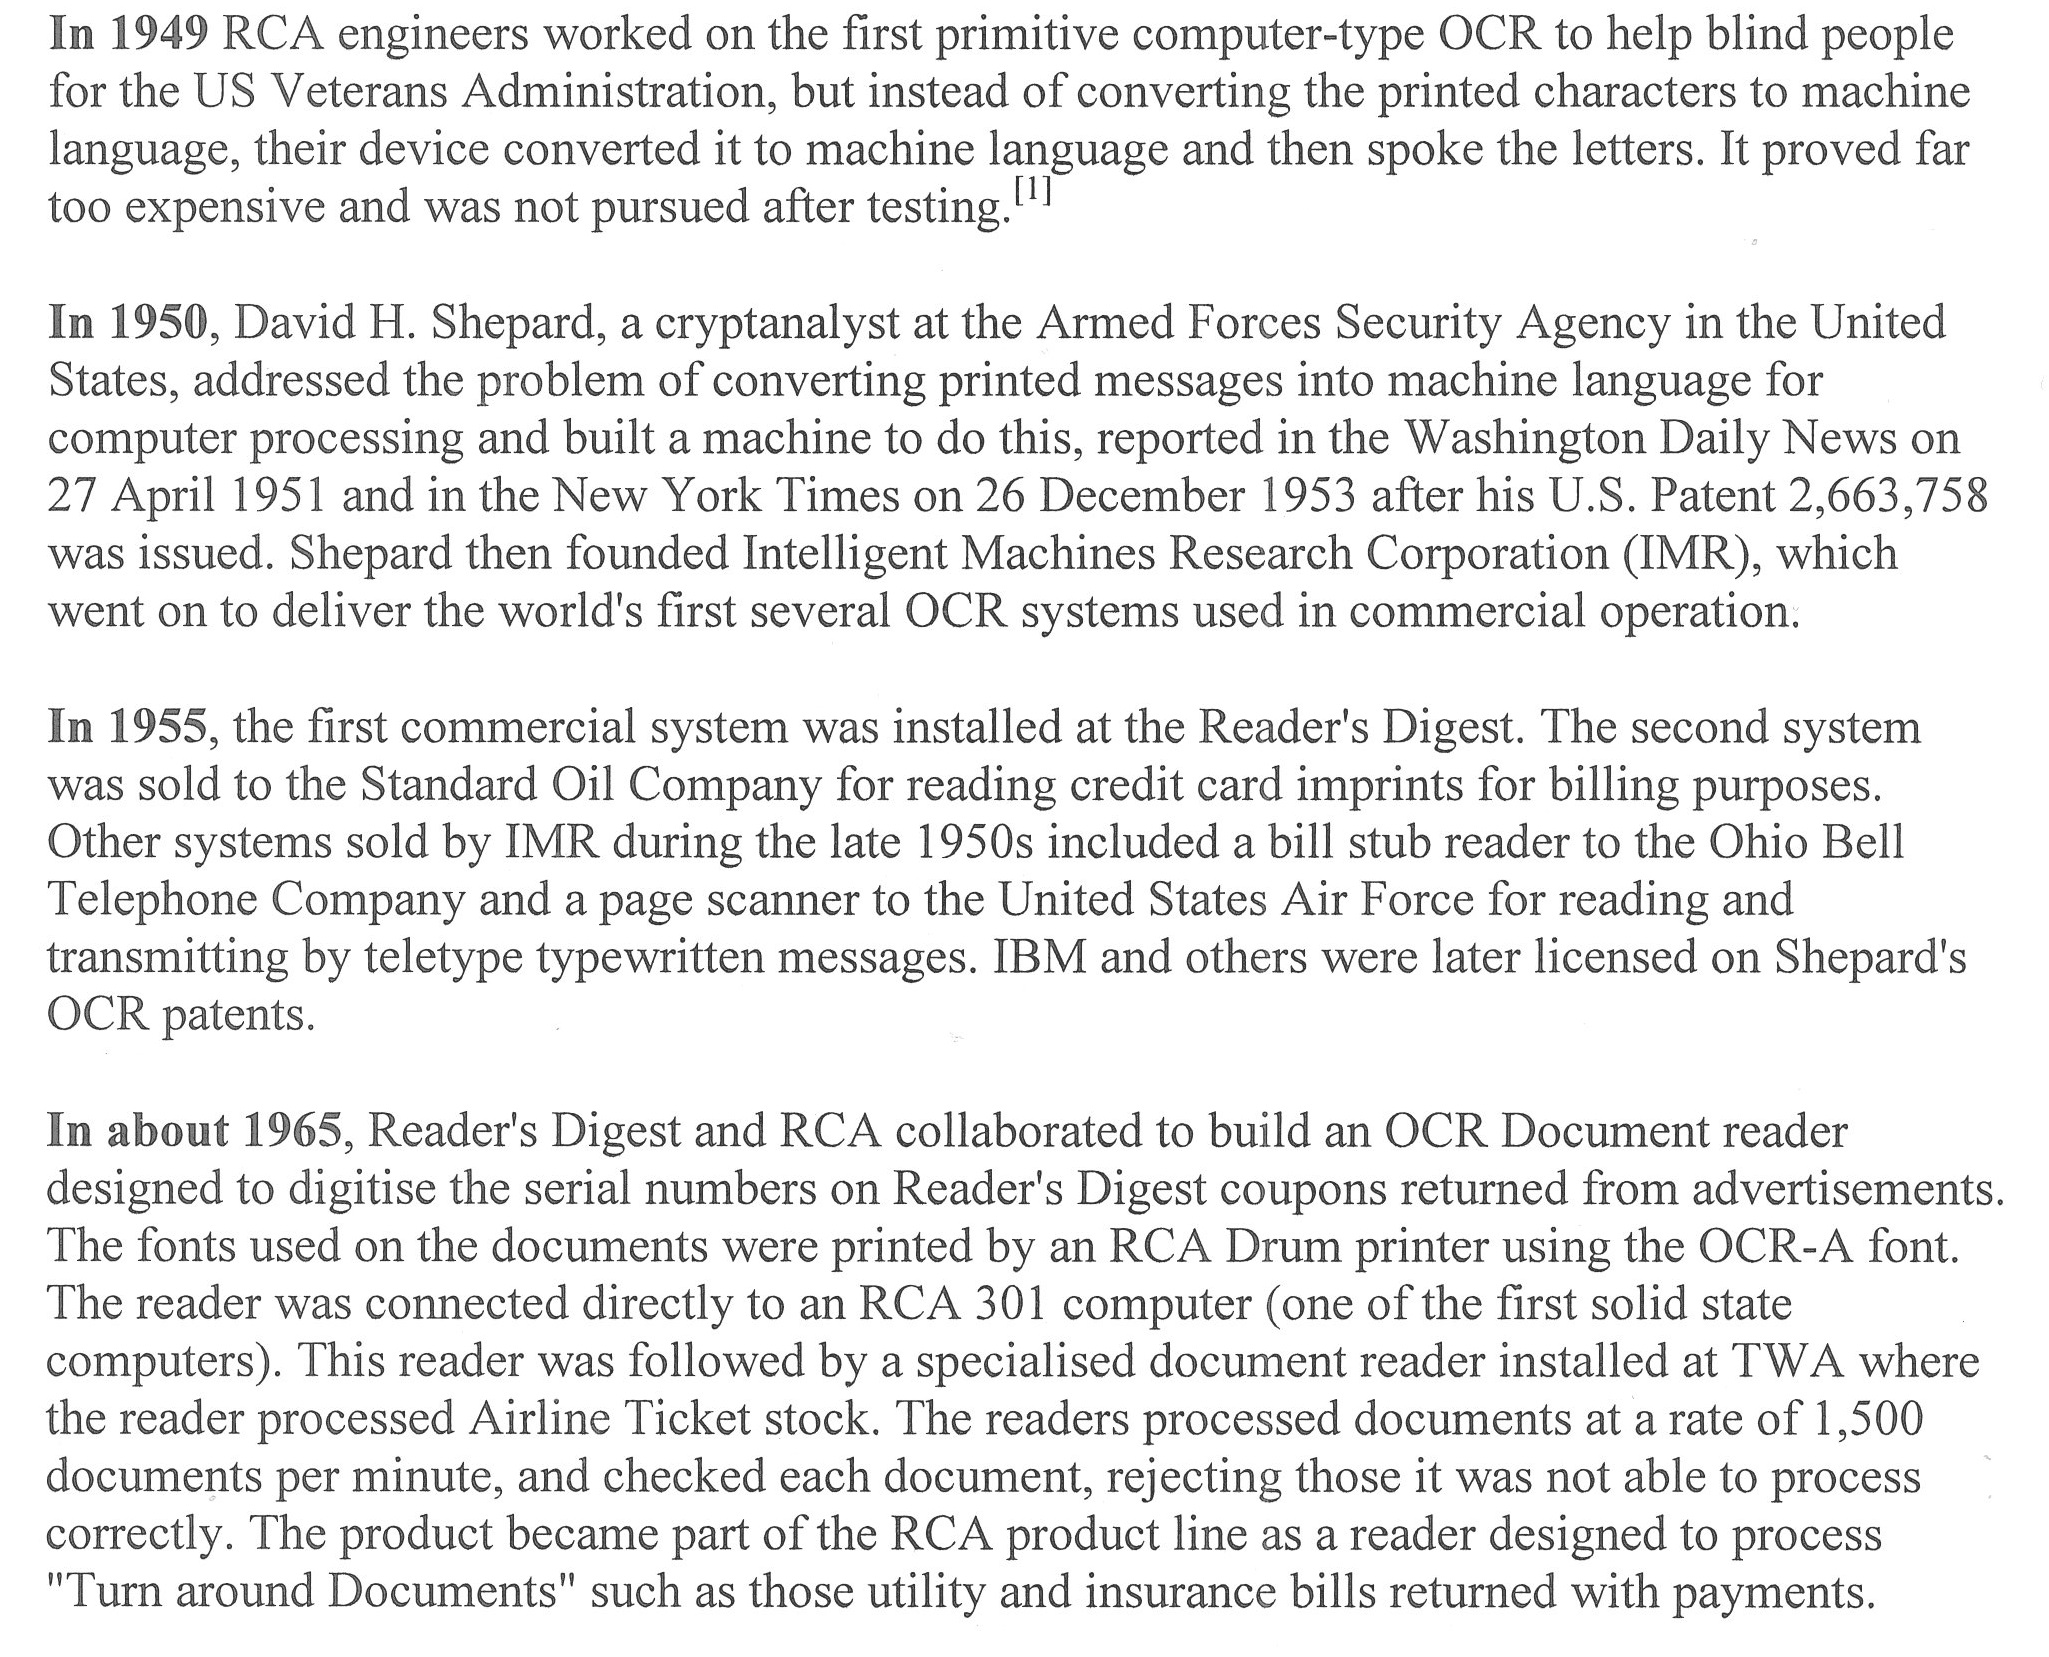 In 1949 RCA engineers worked on the first primitive computer-type OCR to help blind people
for the US Veterans Administration, but instead of converting the printed characters to machine
language, their device converted it to machine language and then spoke the letters. It proved far
too expensive and was not pursued after testing.[1]
In 1950, David H. Shepard, a cryptanalyst at the Armed Forces Security Agency in the United
States, addressed the problem of converting printed messages into machine language for
computer processing and built a machine to do this, reported in the Washington Daily News on
27 April 1951 and in the New York Times on 26 December 1953 after his U.S. Patent 2,663,758
was issued. Shepard then founded Intelligent Machines Research Corporation (IMR), which
went on to deliver the world's first several OCR systems used in commercial operation.
In 1955, the first commercial system was installed at the Reader's Digest. The second system
was sold to the Standard Oil Company for reading credit card imprints for billing purposes.
Other systems sold by IMR during the late 1950s included a bill stub reader to the Ohio Bell
Telephone Company and a page scanner to the United States Air Force for reading and
transmitting by teletype typewritten messages. IBM and others were later licensed on Shepard's
OCR patents.
In about 1965, Reader's Digest and RCA collaborated to build an OCR Document reader
designed to digitise the serial numbers on Reader's Digest coupons returned from advertisements.
The fonts used on the documents were printed by an RCA Drum printer using the OCR-A font.
The reader was connected directly to an RCA 301 computer (one of the first solid state
computers). This reader was followed by a specialised document reader installed at TWA where
the reader processed Airline Ticket stock. The readers processed documents at a rate of 1,500
documents per minute, and checked each document, rejecting those it was not able to process
correctly. The product became part of the RCA product line as a reader designed to process
"Turn around Documents" such as those utility and insurance bills returned with payments.